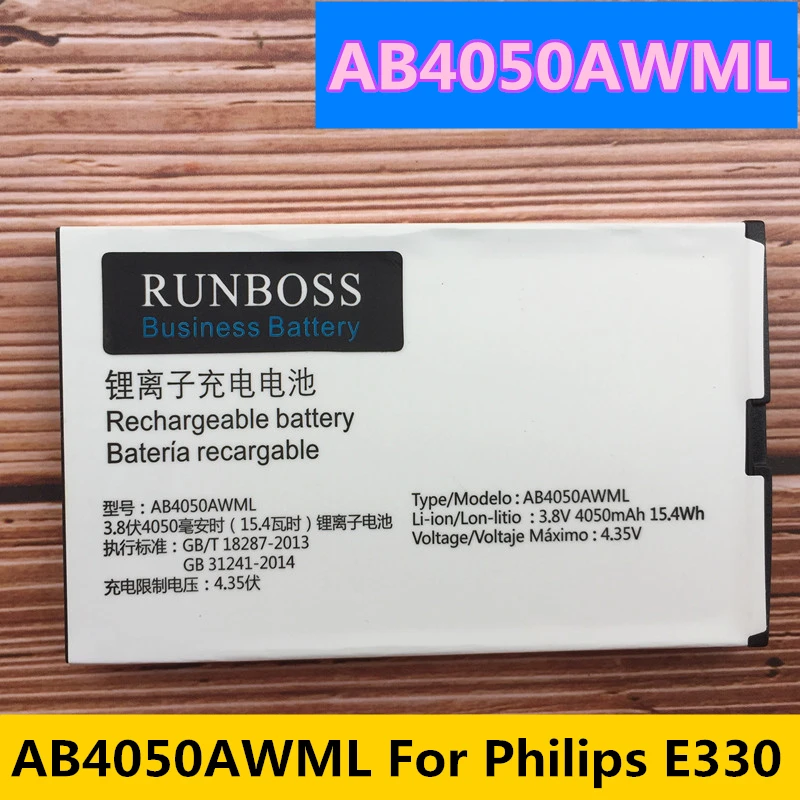 AB4050AWML
RUNBOSS
Business Battery
锂离子充电电池
Rechargeable battery
Batería recargable
型号：AB4050AWML
3.8伏4050毫安时（15.4瓦时）锂离子电池
执行标准：GB/T 18287-2013
GB 31241-2014
充电限制电压：4.35伏
Type/Modelo : AB4050AWML
Li-ion/Lon-litio : 3.8V 4050mAh 15.4Wh
Voltage/Voltaje Máximo : 4.35V
AB4050AWML For Philips E330